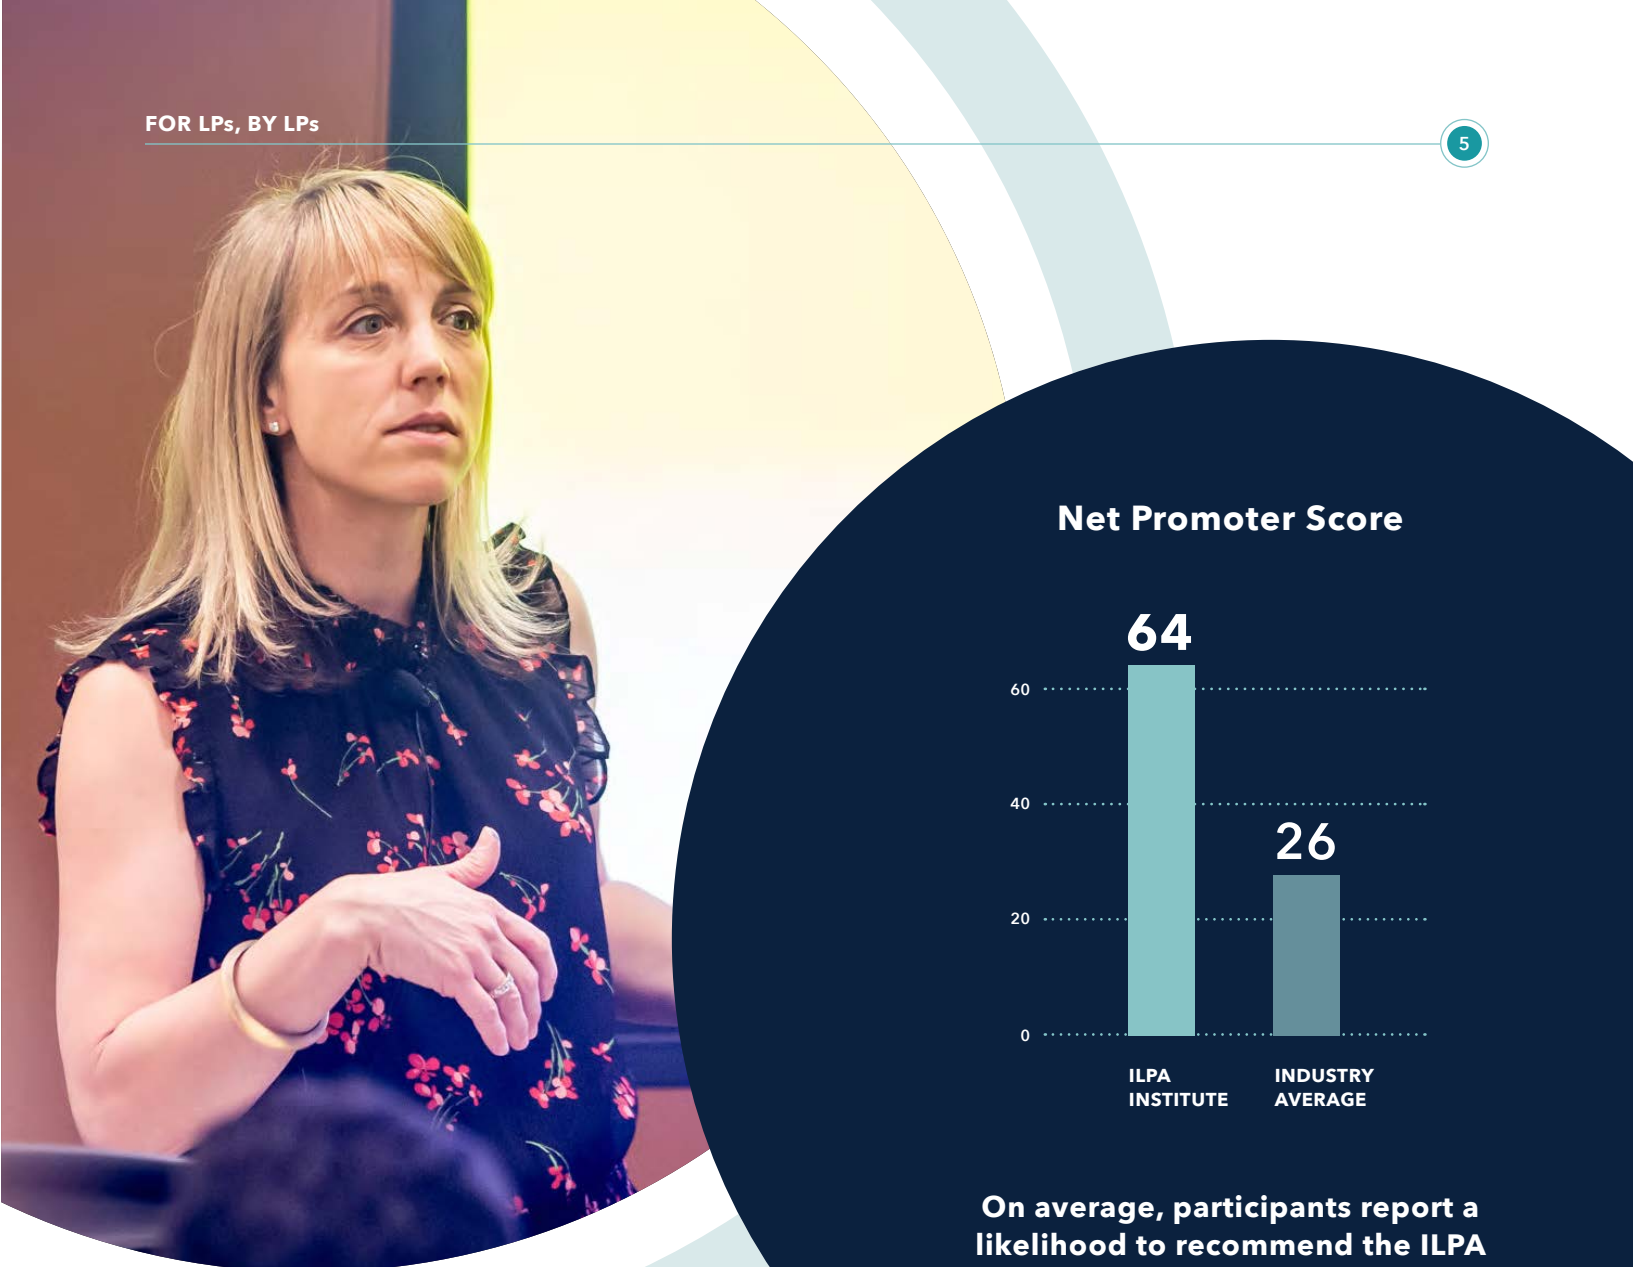 FOR LPs, BY LPs
5
Net Promoter Score
64
60
40
26
20
0
ILPA
INSTITUTE
INDUSTRY
AVERAGE
On average, participants report a
likelihood to recommend the ILPA